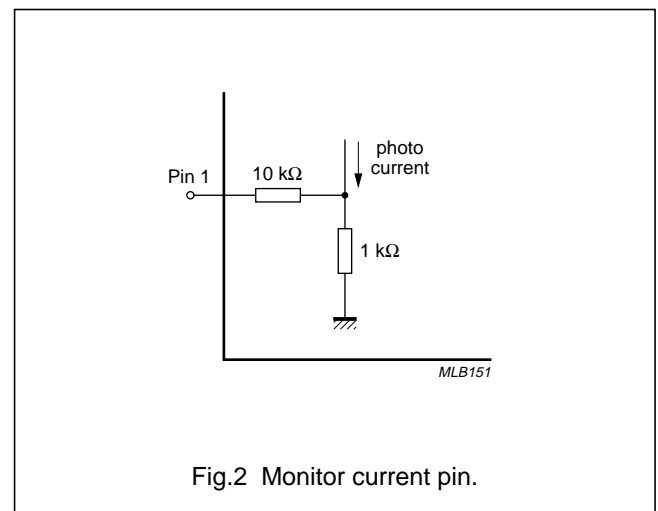 photo
current
Pin 1
10 kΩ
1 kΩ
MLB151
Fig.2 Monitor current pin.